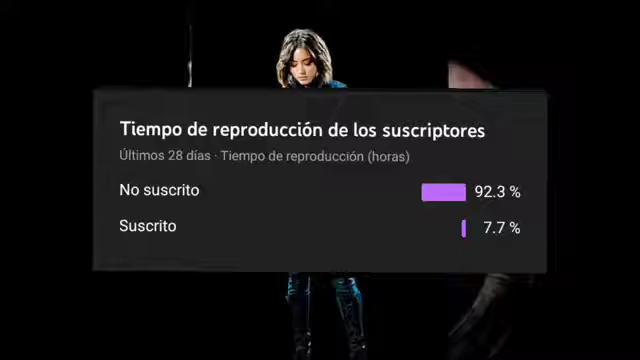 Tiempo de reproducción de los suscriptores
Últimos 28 días · Tiempo de reproducción (horas)
No suscrito 92.3 %
Suscrito 7.7 %